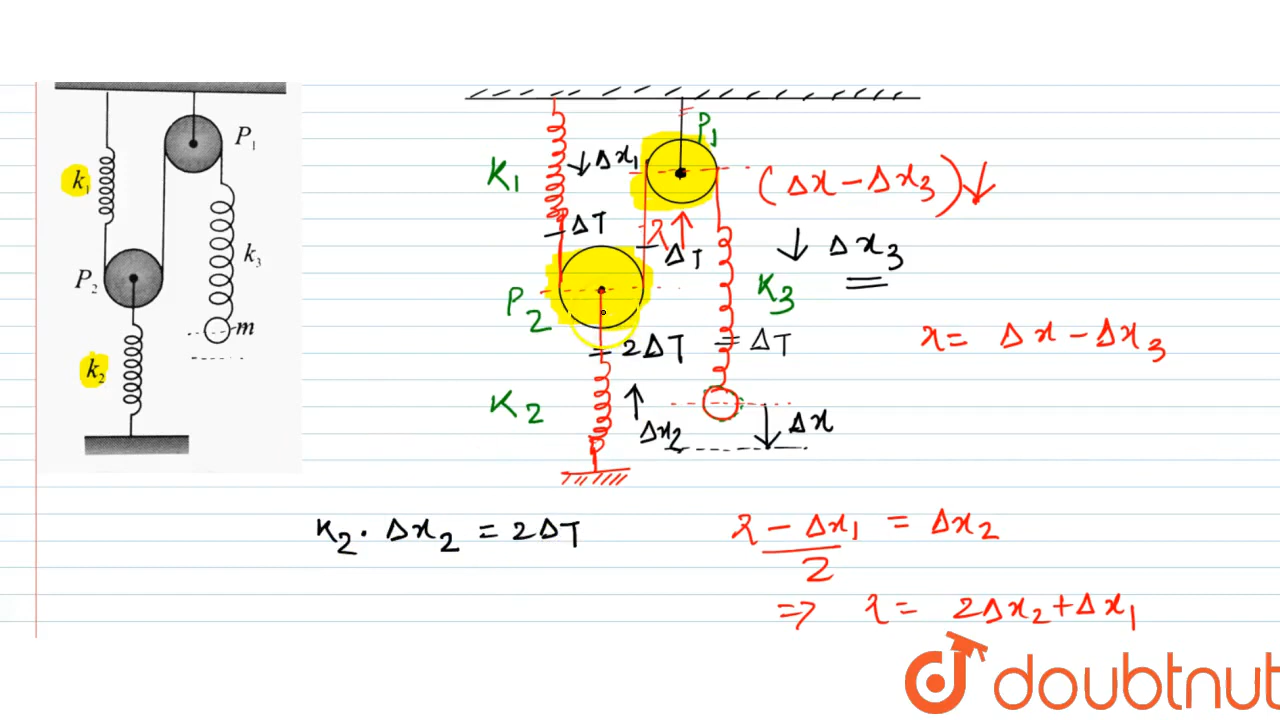 P1
k1
k3
P2
m
k2
P1
K1
↓Δx1
(Δx − Δx3)↓
ΔT
λ↑
ΔT
↓ Δx3
P2
K3
2ΔT
ΔT
x = Δx − Δx3
K2
Δx2
↓Δx
K2 · Δx2 = 2ΔT
λ − Δx1 / 2 = Δx2
⇒ λ = 2Δx2 + Δx1
doubtnut